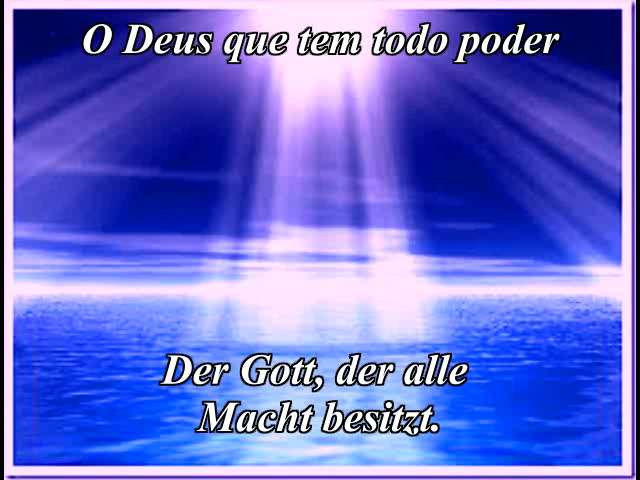 O Deus que tem todo poder
Der Gott, der alle
Macht besitzt.